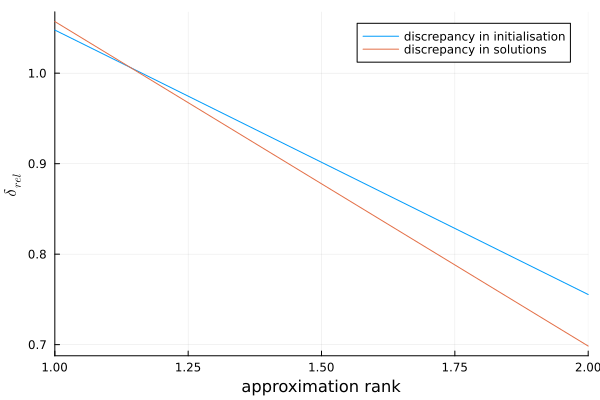 discrepancy in initialisation
discrepancy in solutions
1.0
0.9
0.8
0.7
δ_rel
1.00 1.25 1.50 1.75 2.00
approximation rank